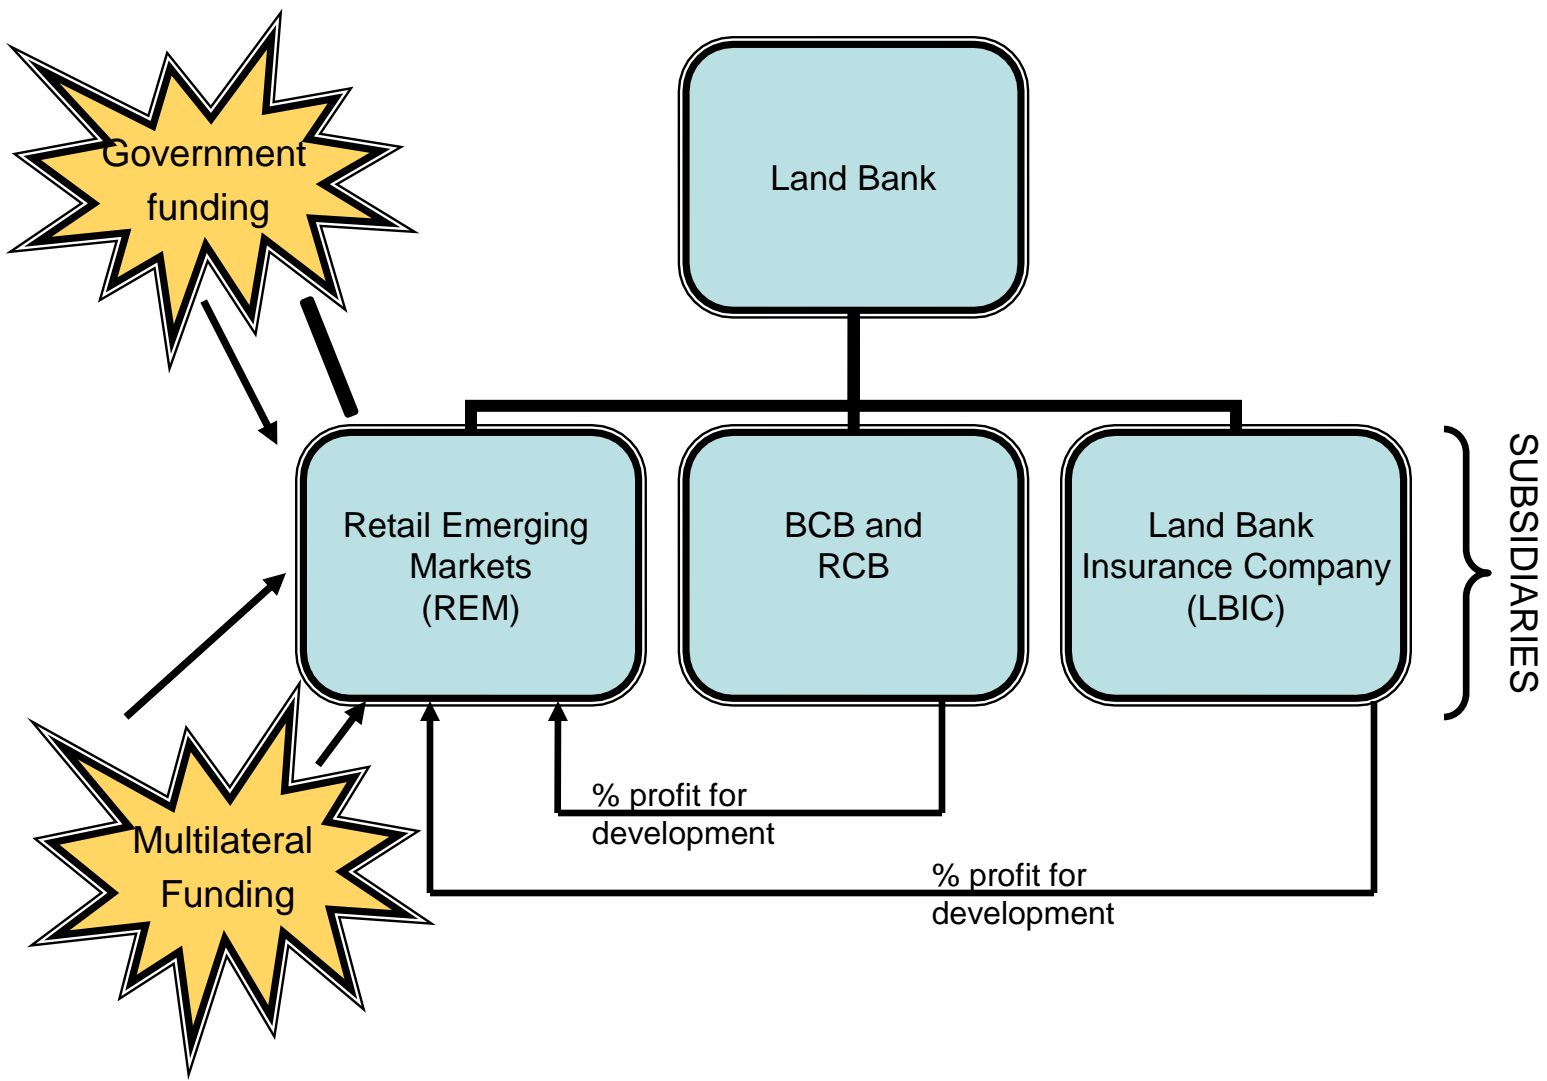 Government
funding
Land Bank
Retail Emerging
Markets
(REM)
BCB and
RCB
Land Bank
Insurance Company
(LBIC)
SUBSIDIARIES
% profit for
development
% profit for
development
Multilateral
Funding